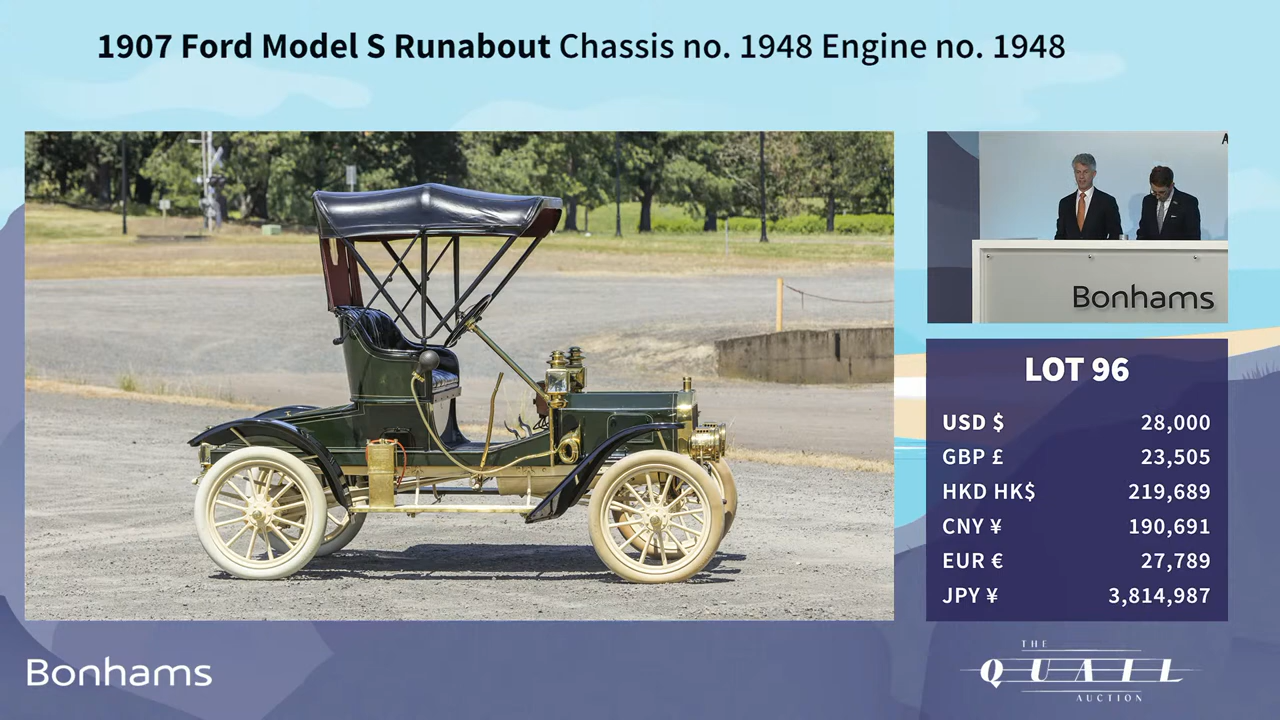 1907 Ford Model S Runabout Chassis no. 1948 Engine no. 1948
A
Bonhams
LOT 96
USD $ 28,000
GBP £ 23,505
HKD HK$ 219,689
CNY ¥ 190,691
EUR € 27,789
JPY ¥ 3,814,987
Bonhams
THE
QUAIL
AUCTION